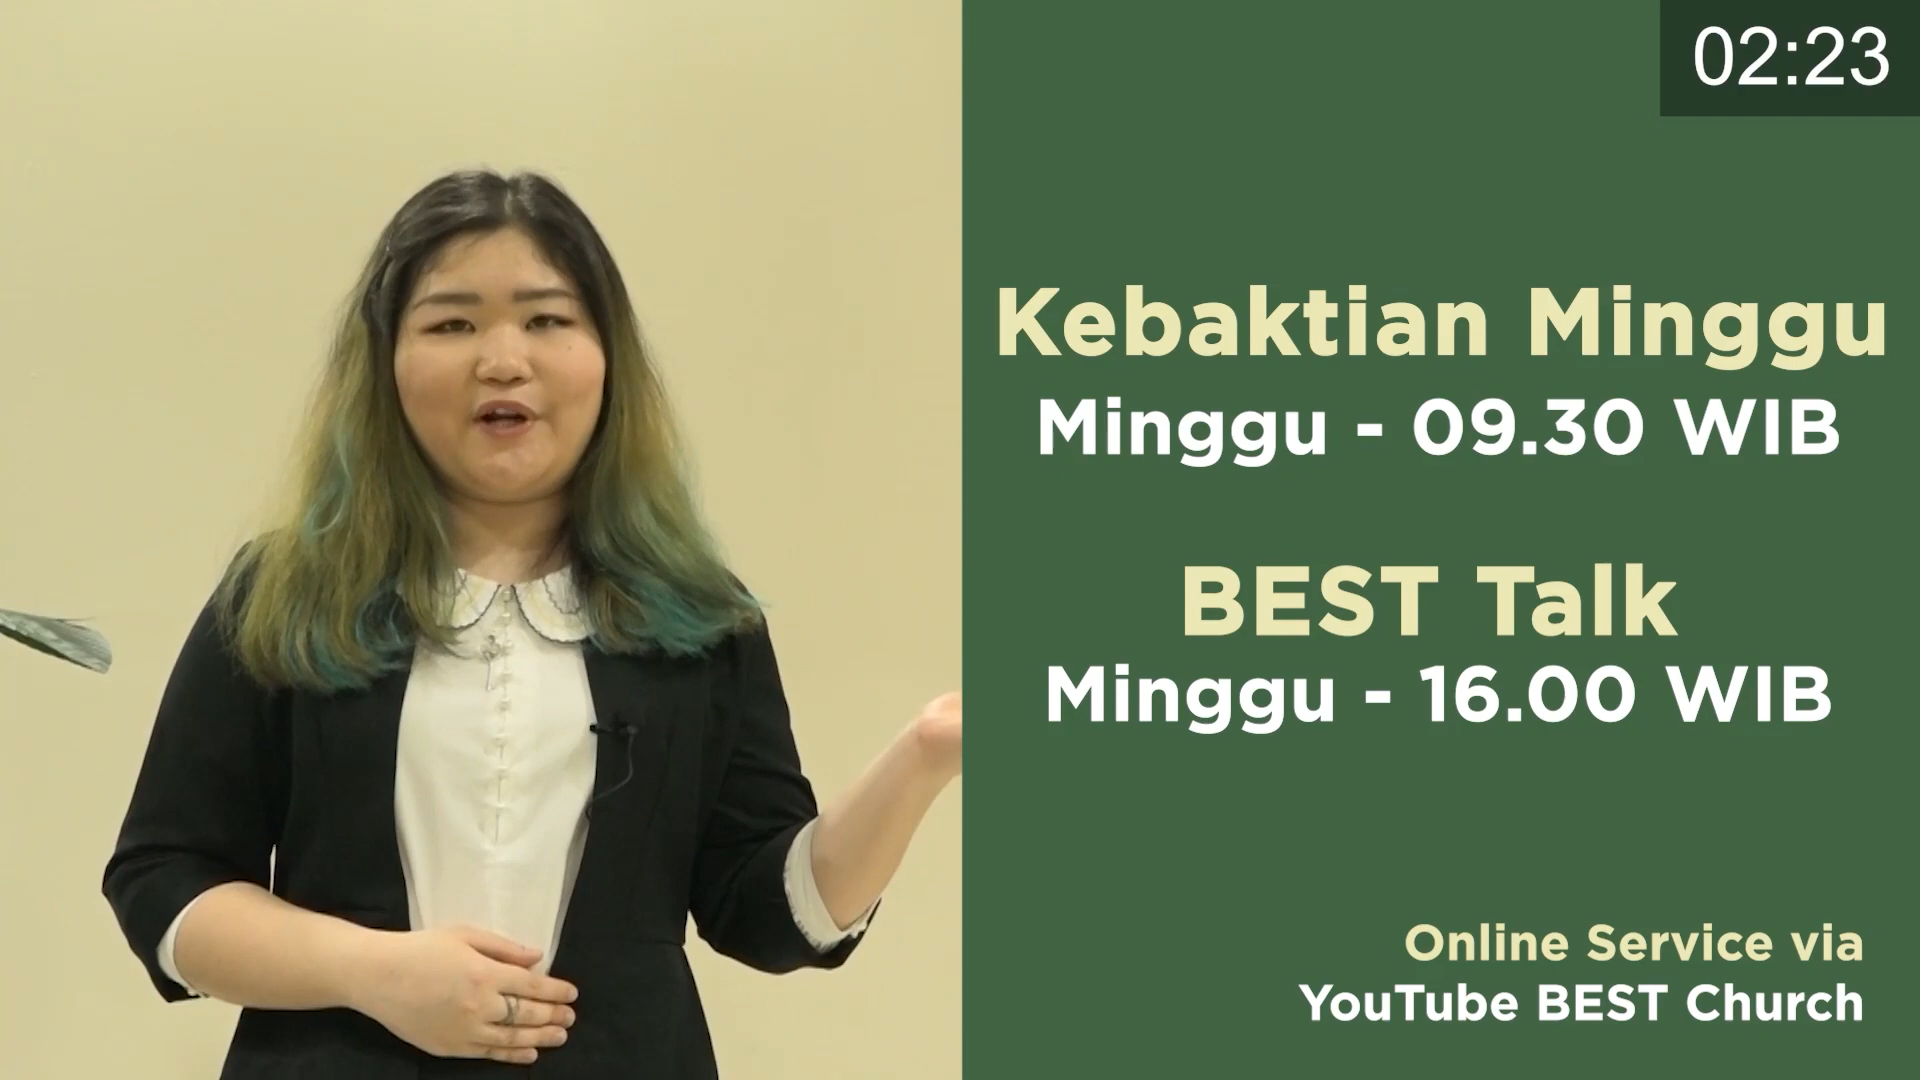 02:23
Kebaktian Minggu
Minggu - 09.30 WIB
BEST Talk
Minggu - 16.00 WIB
Online Service via
YouTube BEST Church